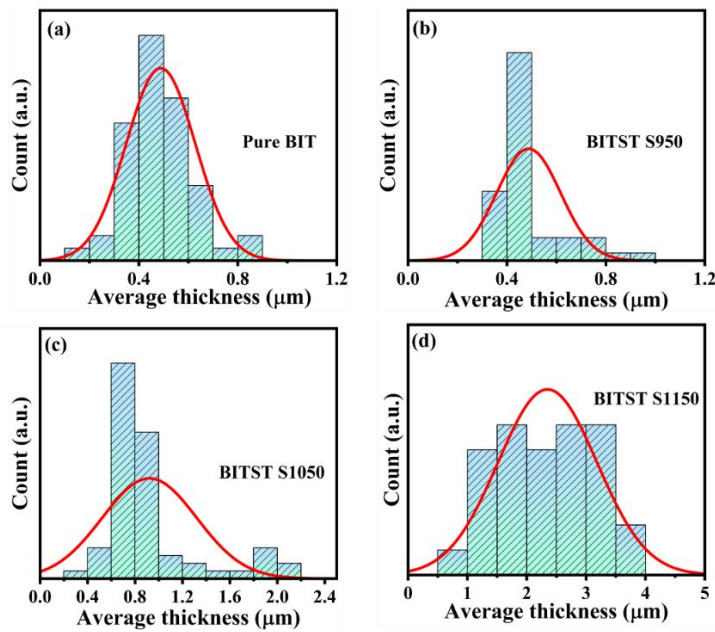 (a)
Pure BIT
Count (a.u.)
0.0 0.4 0.8 1.2
Average thickness (μm)
(b)
BITST S950
Count (a.u.)
0.0 0.4 0.8 1.2
Average thickness (μm)
(c)
BITST S1050
Count (a.u.)
0.0 0.4 0.8 1.2 1.6 2.0 2.4
Average thickness (μm)
(d)
BITST S1150
Count (a.u.)
0 1 2 3 4 5
Average thickness (μm)